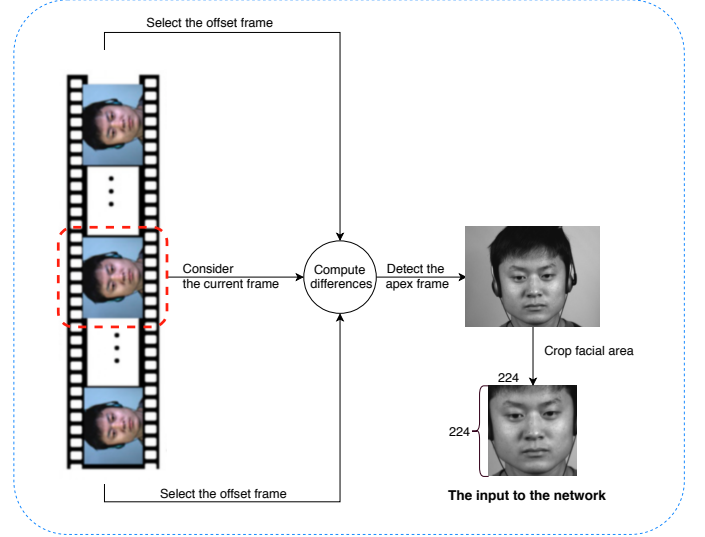 Select the offset frame
Consider
the current frame
Compute
differences
Detect the
apex frame
Crop facial area
224
224
Select the offset frame
The input to the network